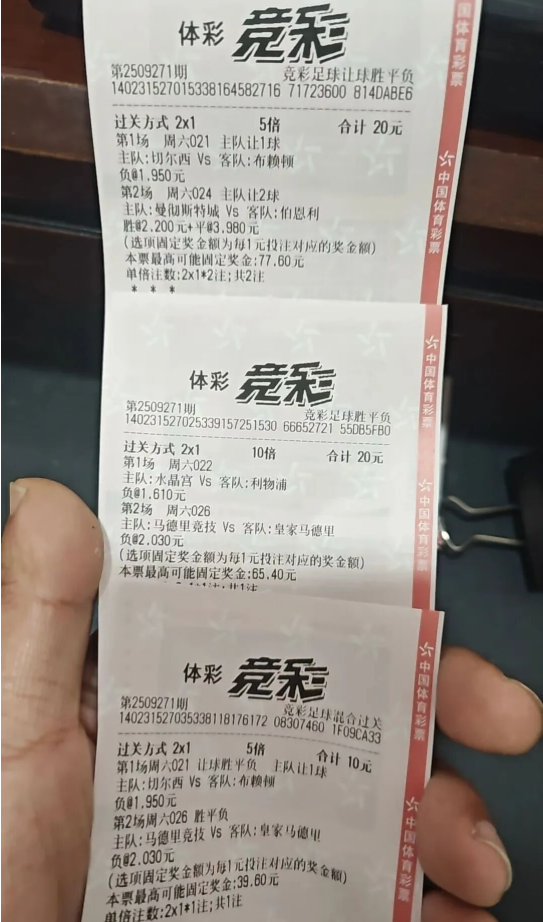 体彩 竞彩
第2509271期 竞彩足球让球胜平负
140231527015338164582716 71723600 814DABE6
过关方式 2x1 5倍 合计 20元
第1场 周六021 主队让1球
主队:切尔西 Vs 客队:布赖顿
负@1.950元
第2场 周六024 主队让2球
主队:曼彻斯特城 Vs 客队:伯恩利
胜@2.200元+平@3.980元
(选项固定奖金额为每1元投注对应的奖金额)
本票最高可能固定奖金:77.60元
单倍注数:2x1*2注;共2注
* * *
国体育彩票
中国体育彩票
体彩 竞彩
第2509271期 竞彩足球胜平负
140231527025339157251530 66652721 55DB5FB0
过关方式 2x1 10倍 合计 20元
第1场 周六022
主队:水晶宫 Vs 客队:利物浦
负@1.610元
第2场 周六026
主队:马德里竞技 Vs 客队:皇家马德里
负@2.030元
(选项固定奖金额为每1元投注对应的奖金额)
本票最高可能固定奖金:65.40元
中国体育彩票
中国体育彩票
体彩 竞彩
第2509271期 竞彩足球混合过关
140231527035338118176172 08307460 1F09CA33
过关方式 2x1 5倍 合计 10元
第1场周六021 让球胜平负 主队让1球
主队:切尔西 Vs 客队:布赖顿
负@1.950元
第2场周六026 胜平负
主队:马德里竞技 Vs 客队:皇家马德里
负@2.030元
(选项固定奖金额为每1元投注对应的奖金额)
本票最高可能固定奖金:39.60元
单倍注数:2x1*1注;共1注
中国体育彩票
中国体育彩票